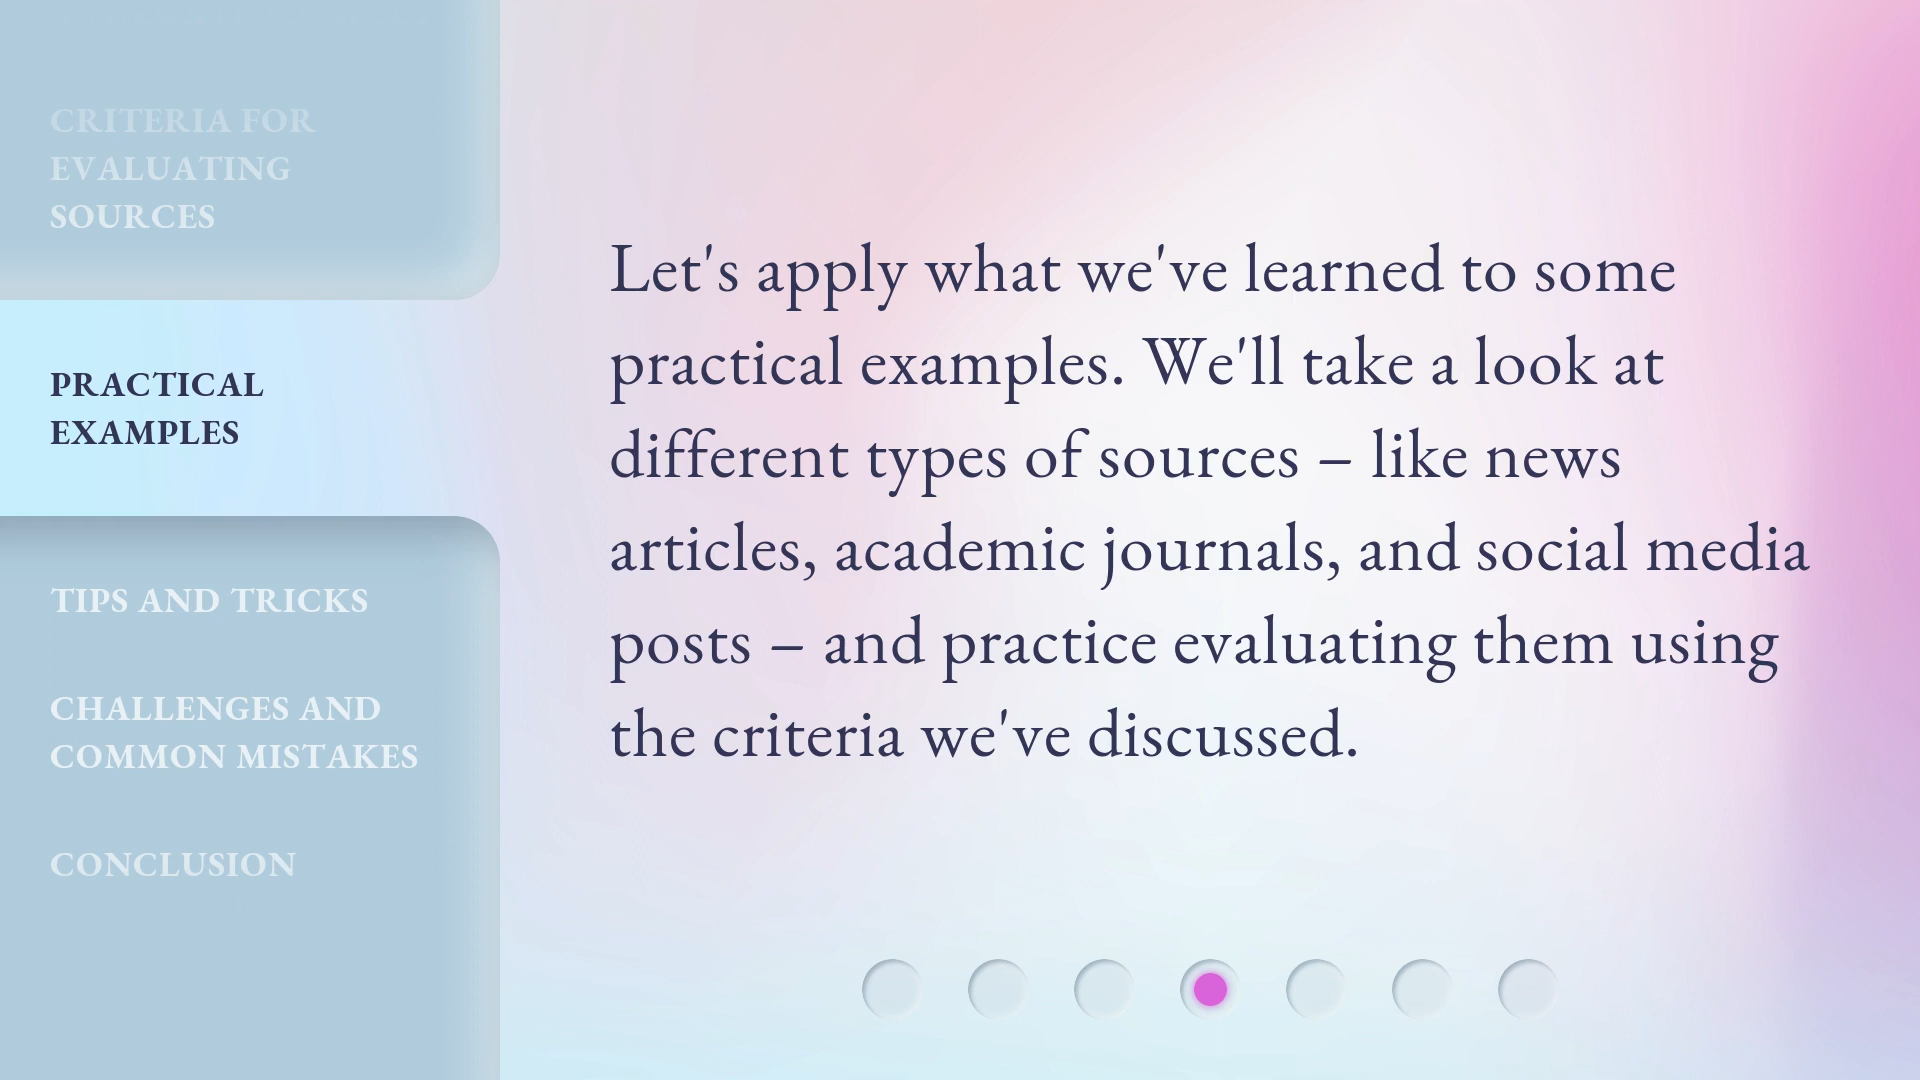 CRITERIA FOR
EVALUATING
SOURCES
PRACTICAL
EXAMPLES
TIPS AND TRICKS
CHALLENGES AND
COMMON MISTAKES
CONCLUSION
Let's apply what we've learned to some
practical examples. We'll take a look at
different types of sources – like news
articles, academic journals, and social media
posts – and practice evaluating them using
the criteria we've discussed.